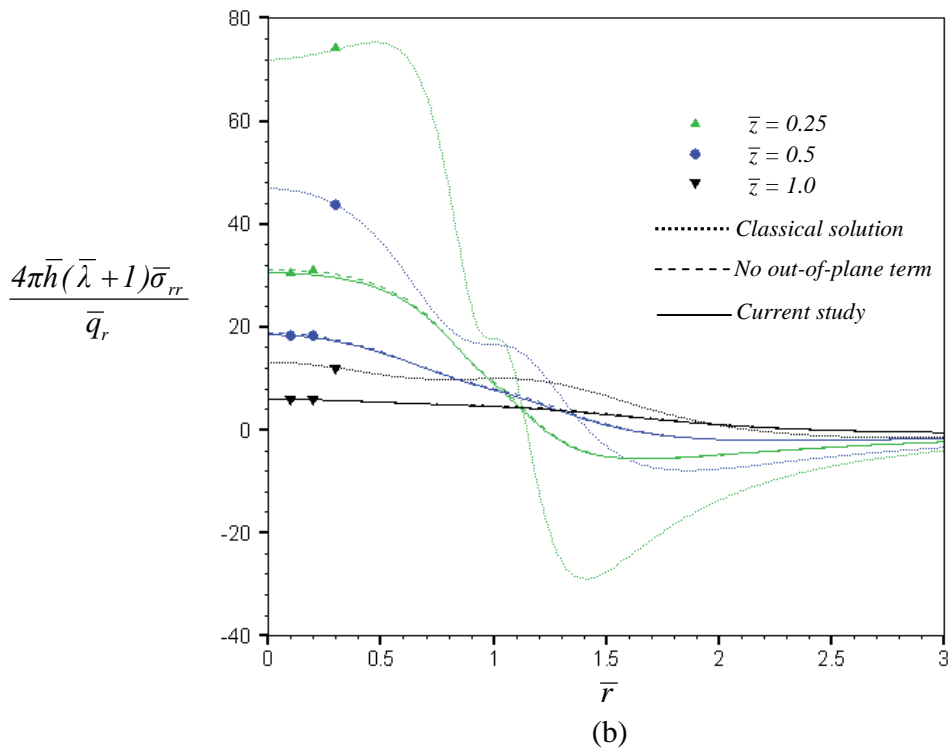 80
60
40
20
0
-20
-40
4πh̅(λ̅+1)σ̅rr
q̅r
z̅ = 0.25
z̅ = 0.5
z̅ = 1.0
Classical solution
No out-of-plane term
Current study
0 0.5 1 1.5 2 2.5 3
r̅
(b)